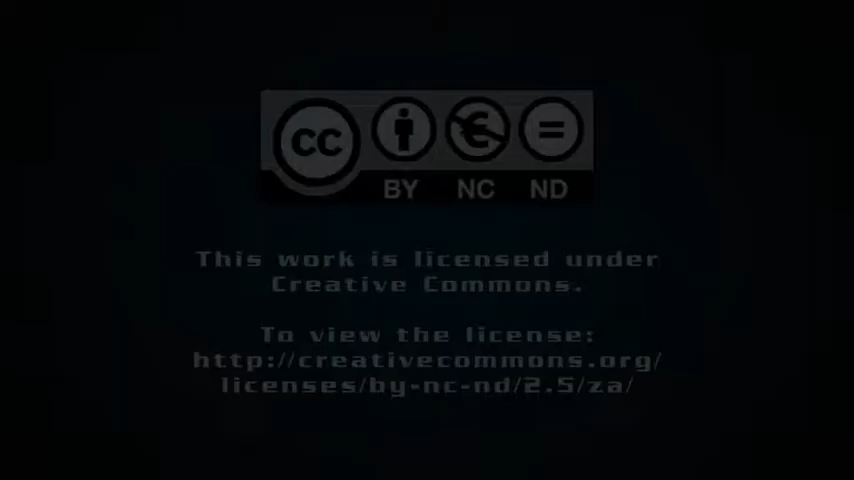 CC
BY NC ND
This work is licensed under
Creative Commons.
To view the license:
http://creativecommons.org/
licenses/by-nc-nd/2.5/za/